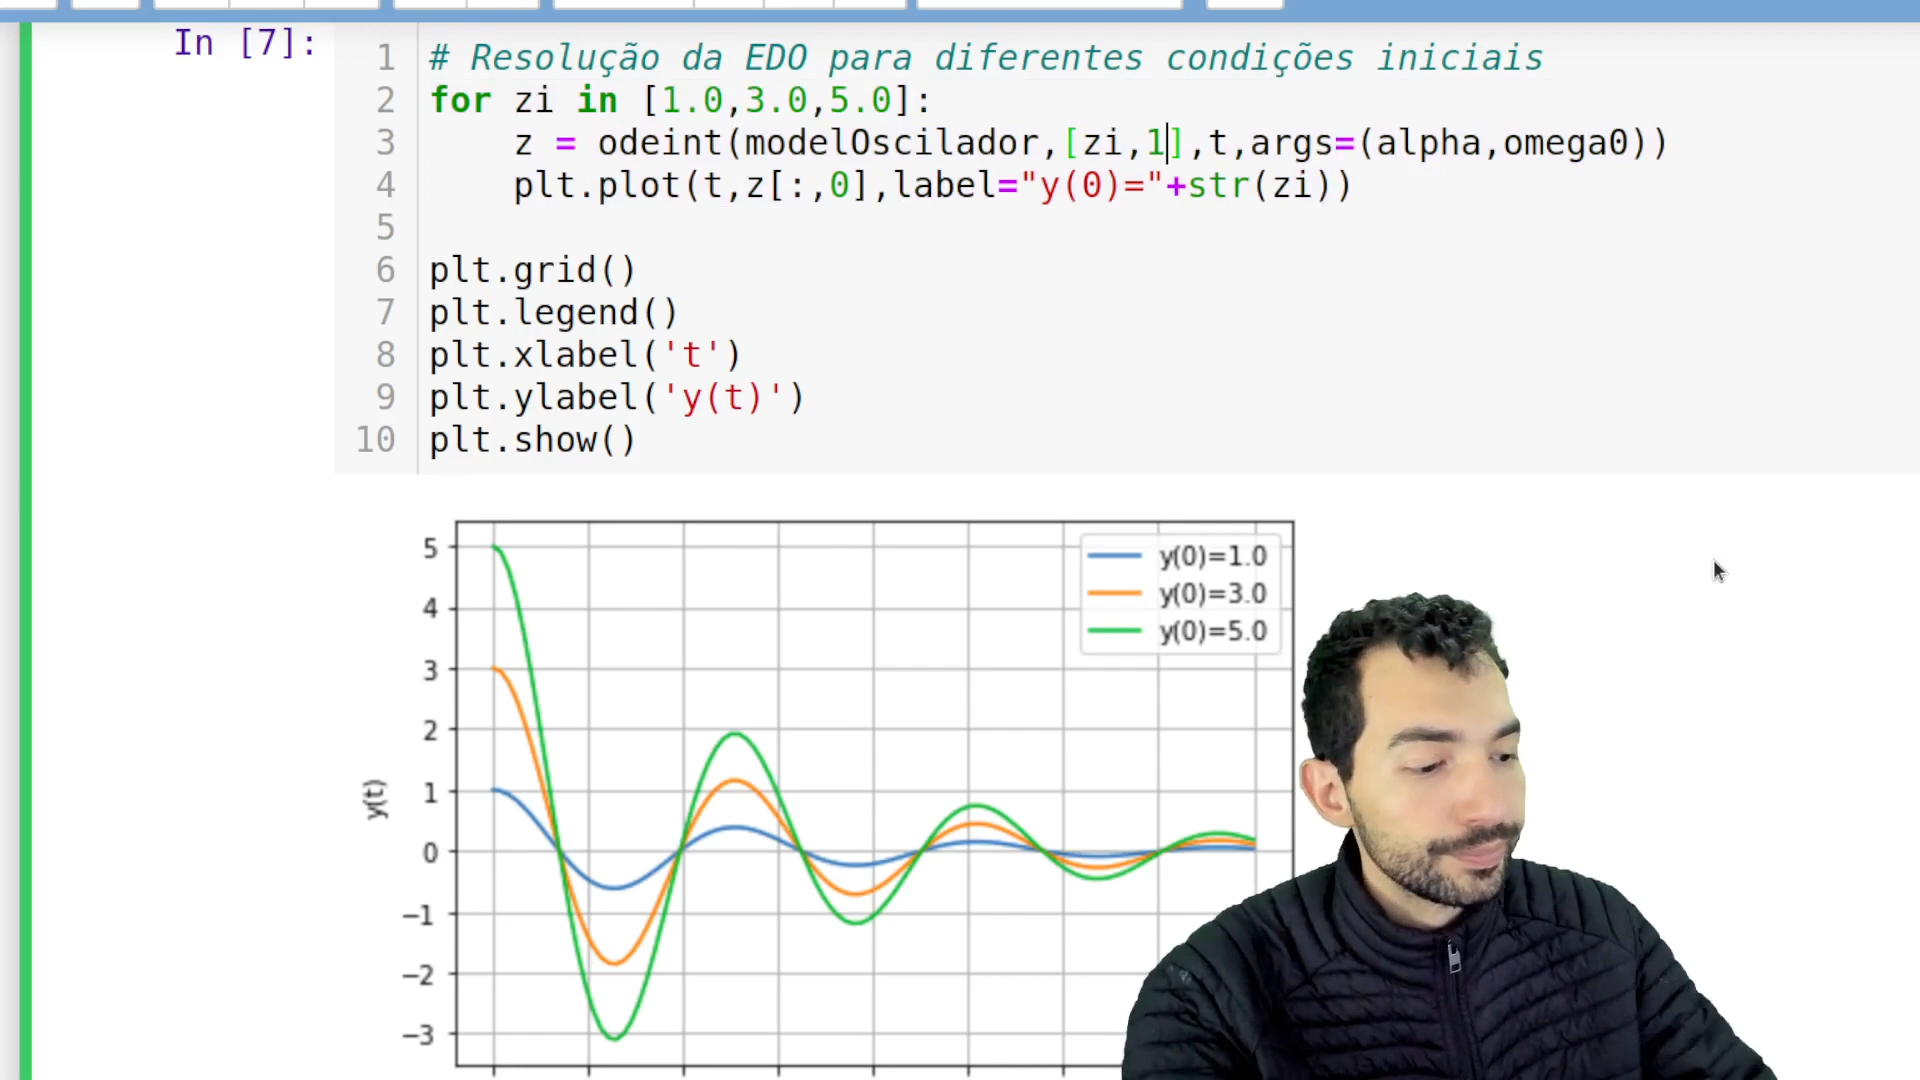 In [7]:
1 # Resolução da EDO para diferentes condições iniciais
2 for zi in [1.0,3.0,5.0]:
3 z = odeint(modelOscilador,[zi,1],t,args=(alpha,omega0))
4 plt.plot(t,z[:,0],label="y(0)="+str(zi))
5
6 plt.grid()
7 plt.legend()
8 plt.xlabel('t')
9 plt.ylabel('y(t)')
10 plt.show()
y(0)=1.0
y(0)=3.0
y(0)=5.0
5
4
3
2
1
0
−1
−2
−3
y(t)